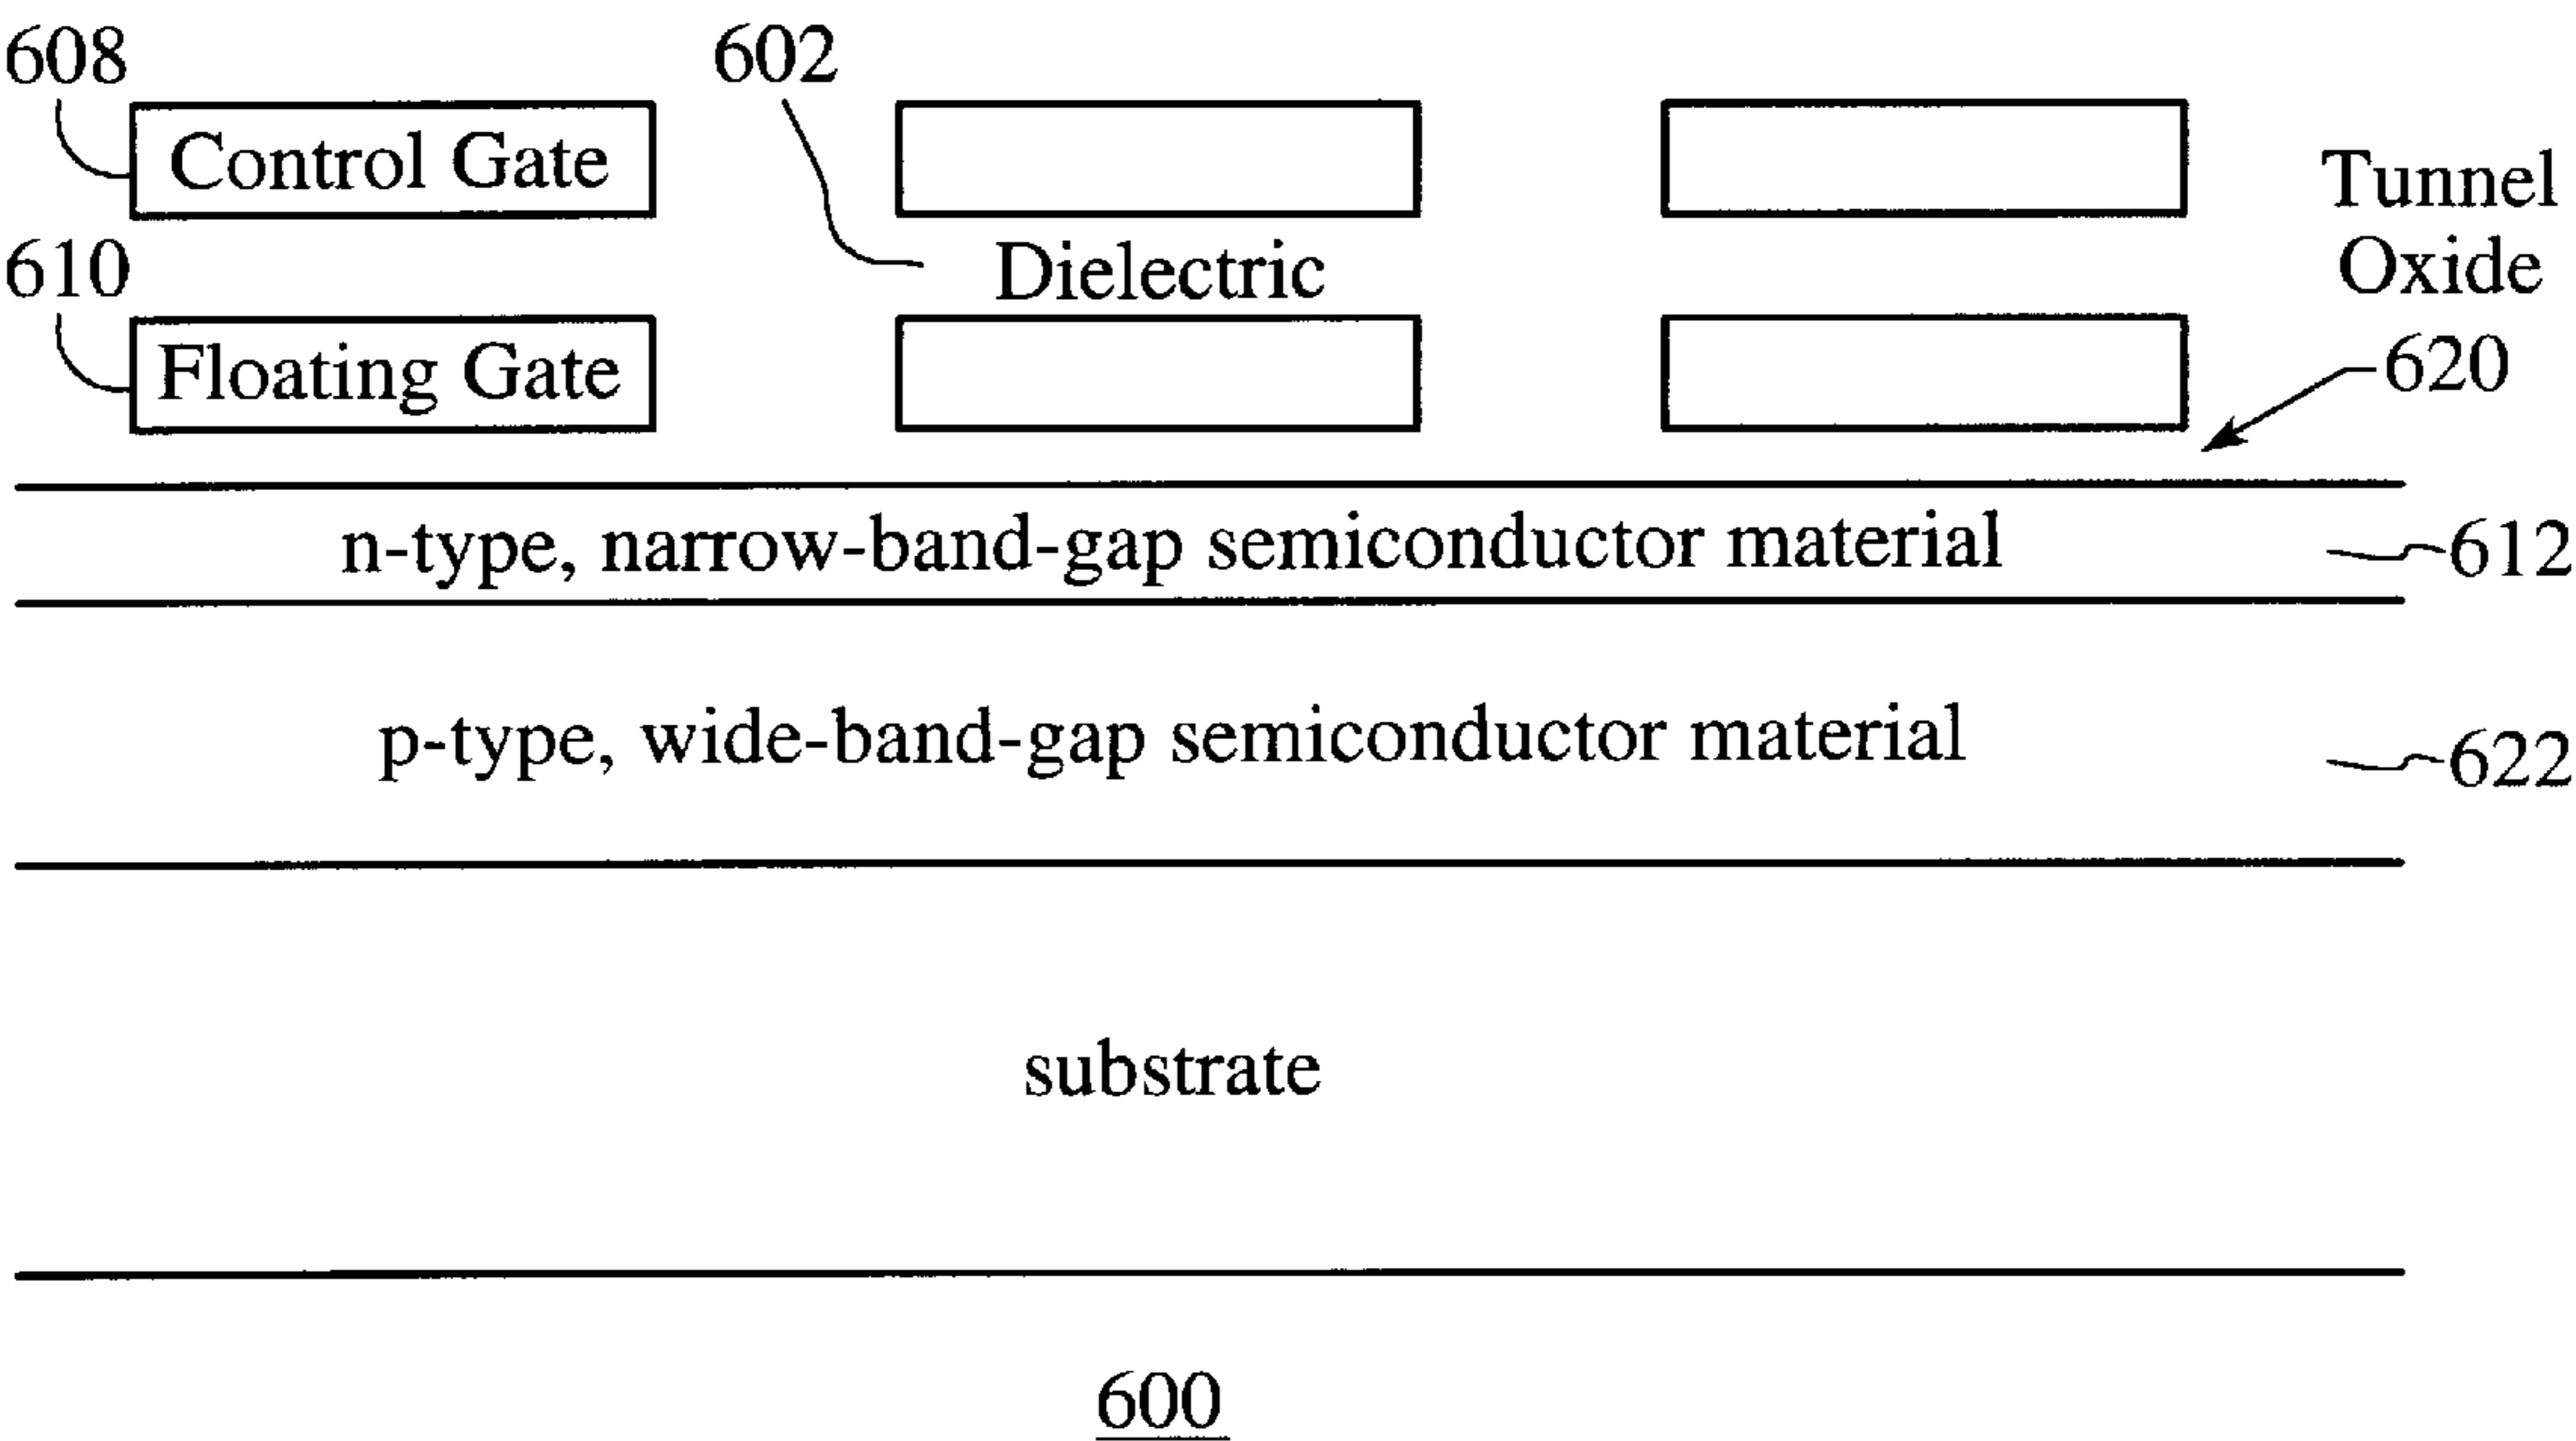 608
602
Control Gate
Tunnel
Oxide
610
Dielectric
Floating Gate
620
n-type, narrow-band-gap semiconductor material
612
p-type, wide-band-gap semiconductor material
622
substrate
600